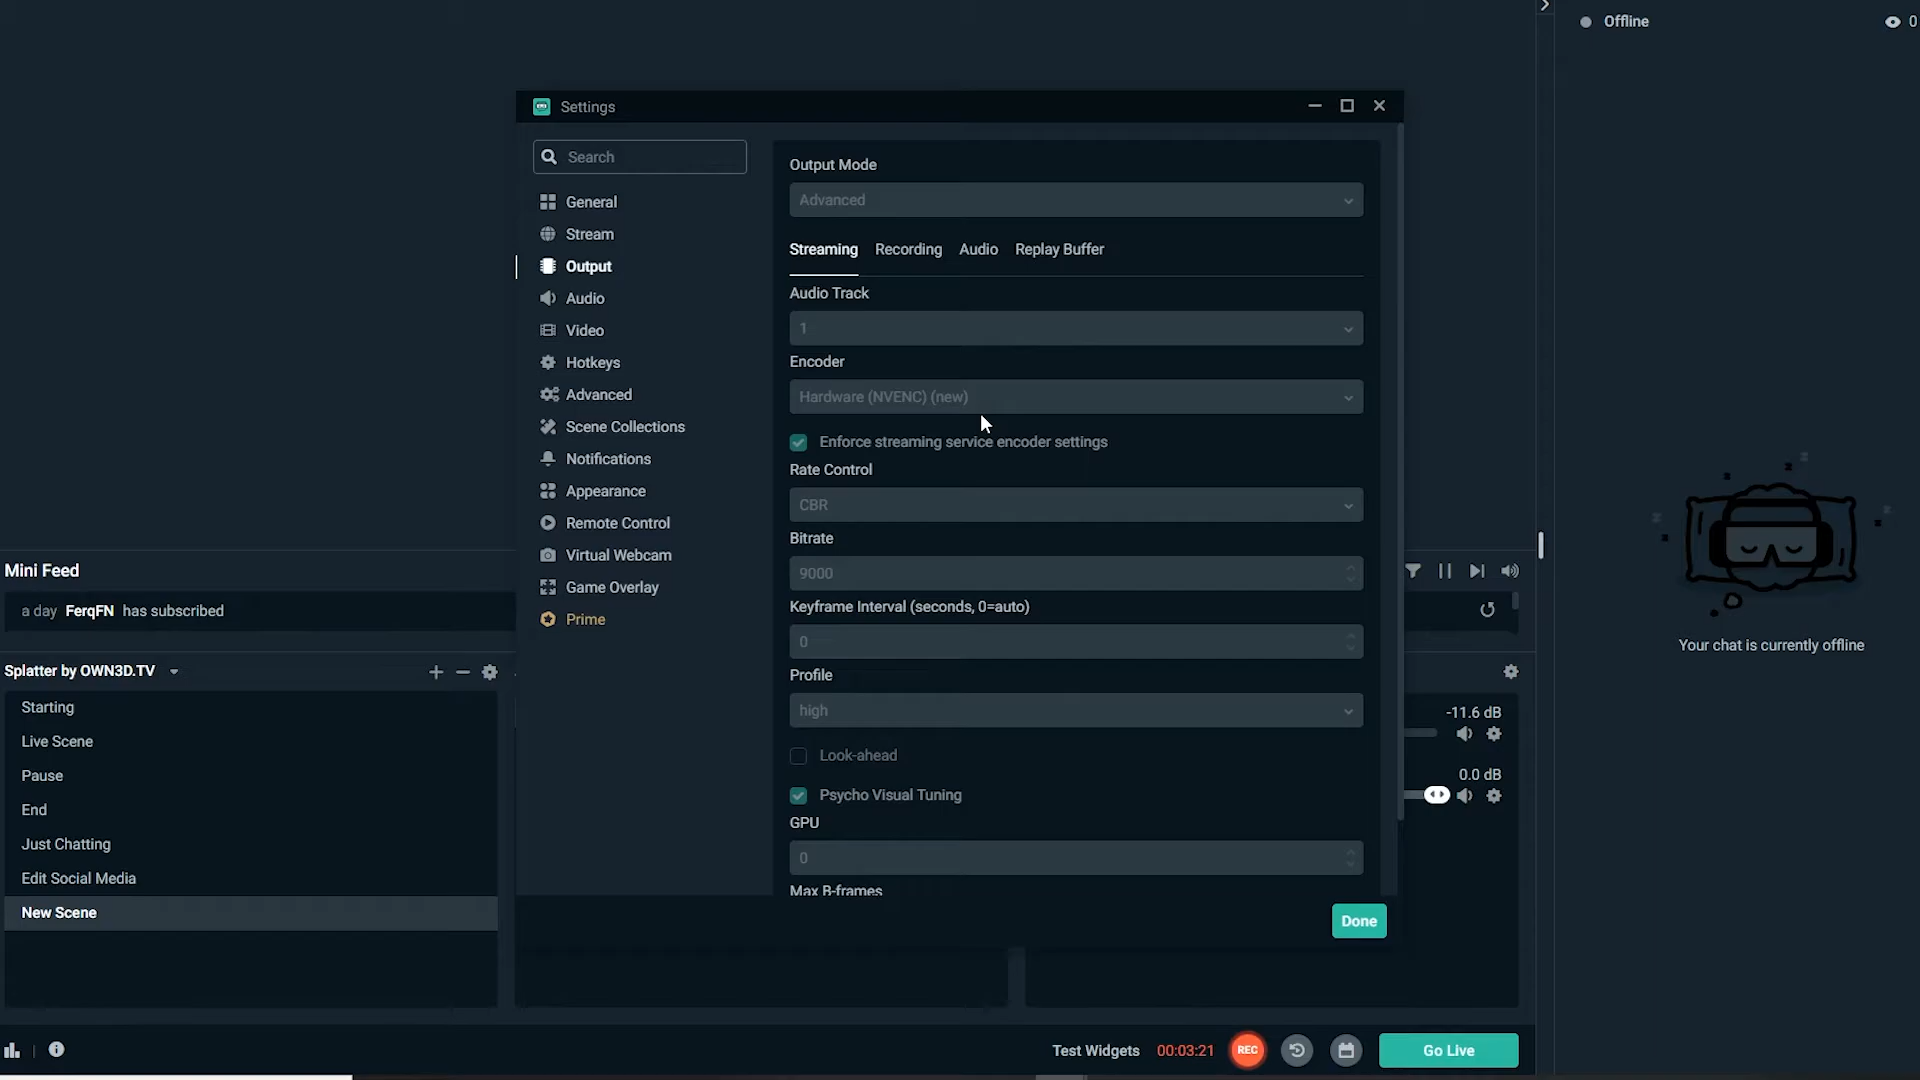 Offline
0
Settings
Search
General
Stream
Output
Audio
Video
Hotkeys
Advanced
Scene Collections
Notifications
Appearance
Remote Control
Virtual Webcam
Game Overlay
Prime
Output Mode
Advanced
Streaming Recording Audio Replay Buffer
Audio Track
1
Encoder
Hardware (NVENC) (new)
Enforce streaming service encoder settings
Rate Control
CBR
Bitrate
9000
Keyframe Interval (seconds, 0=auto)
0
Profile
high
Look-ahead
Psycho Visual Tuning
GPU
0
Max B-frames
Done
Mini Feed
a day FerqFN has subscribed
Splatter by OWN3D.TV
Starting
Live Scene
Pause
End
Just Chatting
Edit Social Media
New Scene
-11.6 dB
0.0 dB
Your chat is currently offline
Test Widgets 00:03:21 REC Go Live